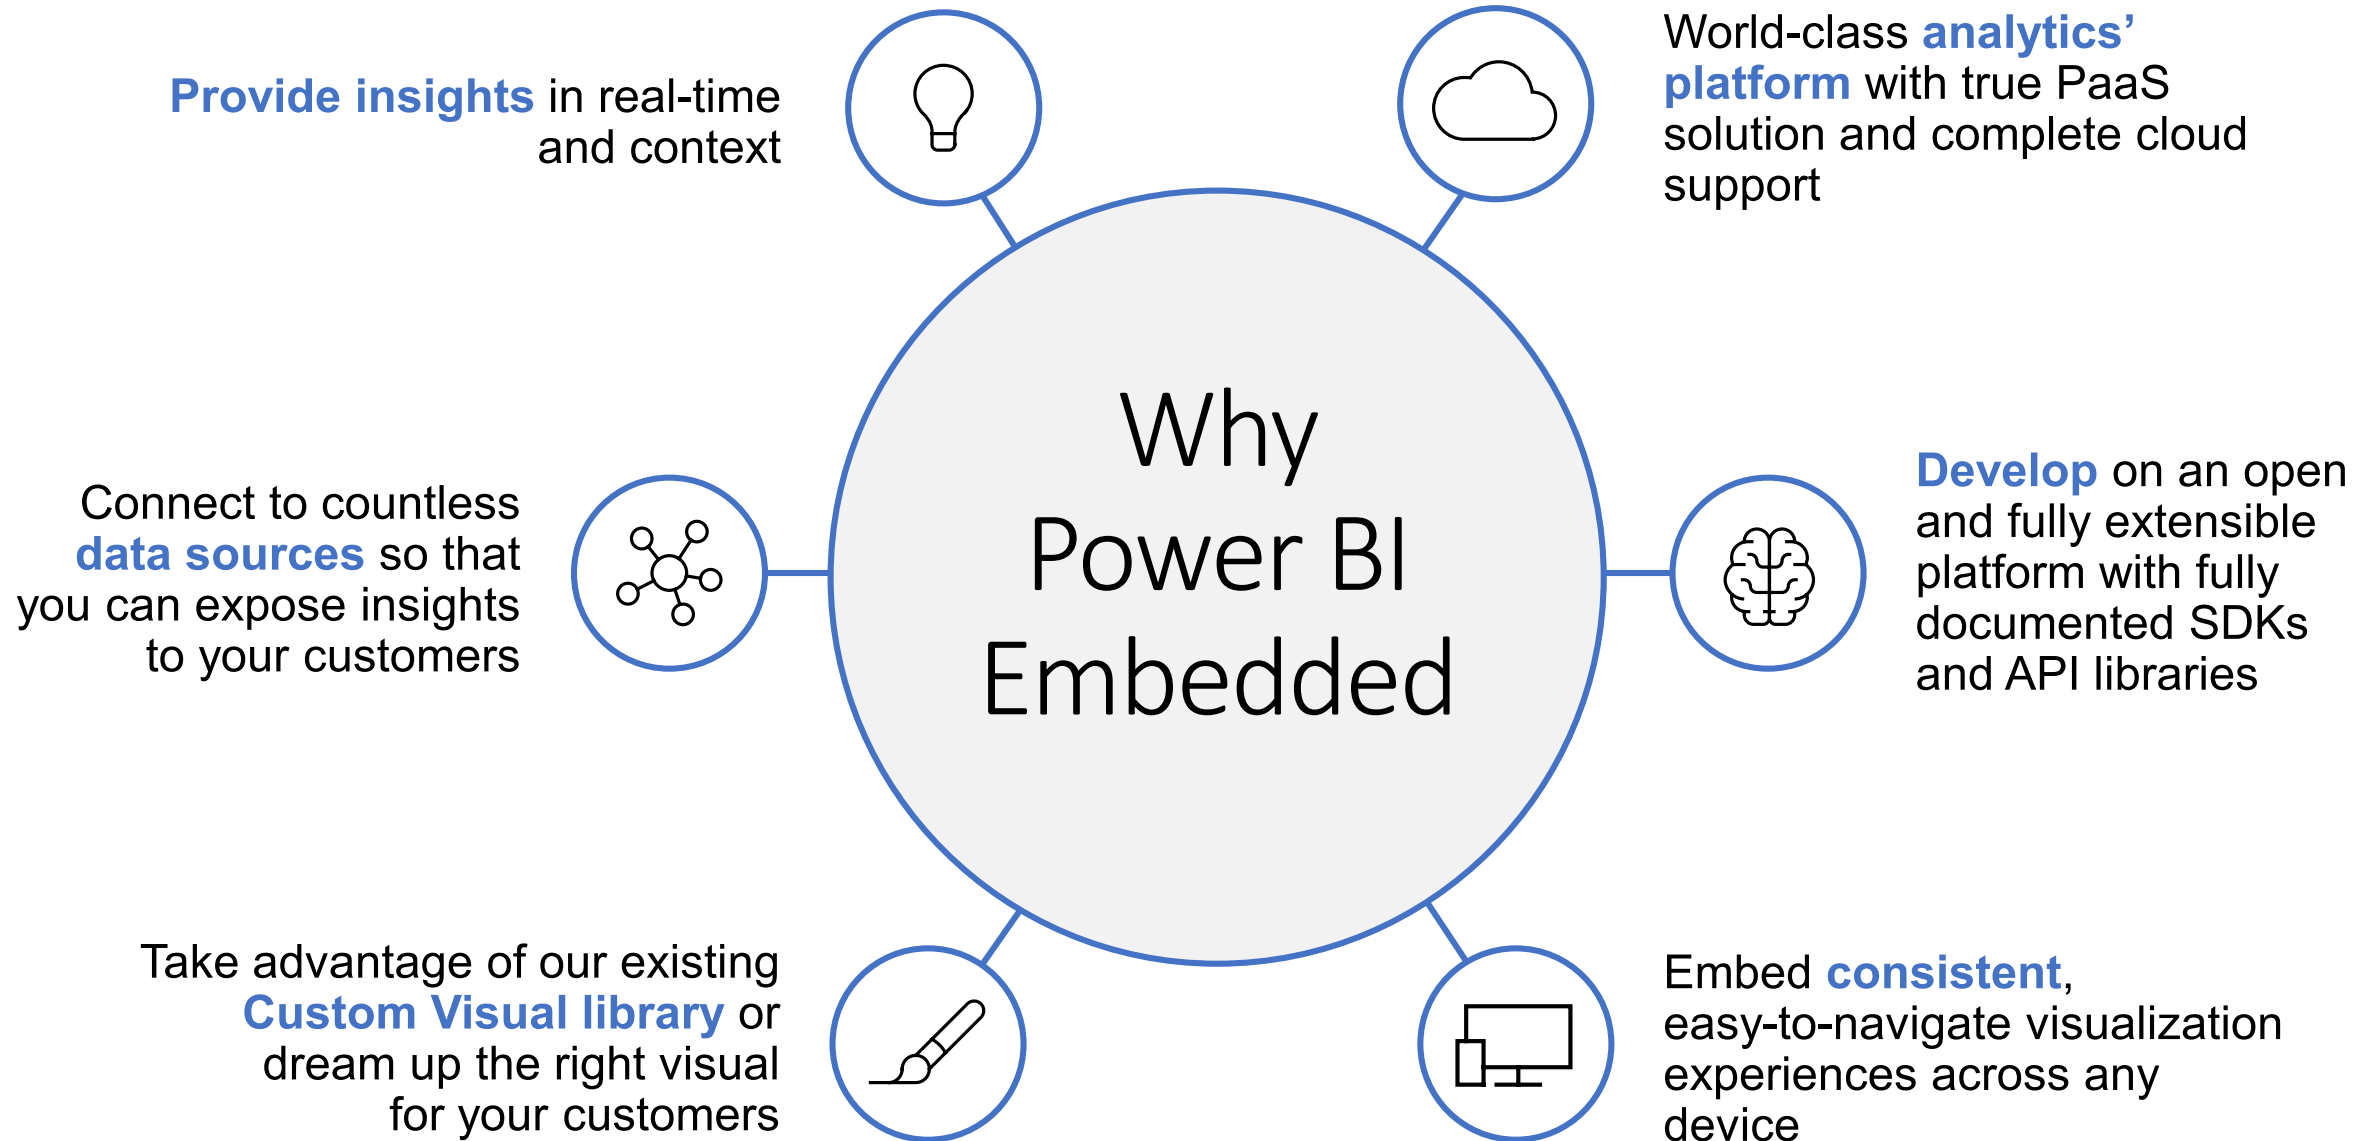 Provide insights in real-time
and context
World-class analytics’
platform with true PaaS
solution and complete cloud
support
Why
Power BI
Embedded
Connect to countless
data sources so that
you can expose insights
to your customers
Develop on an open
and fully extensible
platform with fully
documented SDKs
and API libraries
Take advantage of our existing
Custom Visual library or
dream up the right visual
for your customers
Embed consistent,
easy-to-navigate visualization
experiences across any
device